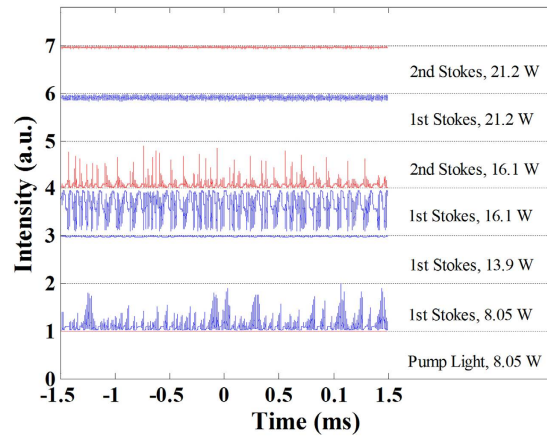 7
2nd Stokes, 21.2 W
6
1st Stokes, 21.2 W
5
2nd Stokes, 16.1 W
4
1st Stokes, 16.1 W
3
1st Stokes, 13.9 W
2
1st Stokes, 8.05 W
1
Pump Light, 8.05 W
0
Intensity (a.u.)
-1.5 -1 -0.5 0 0.5 0.1 1.5
Time (ms)